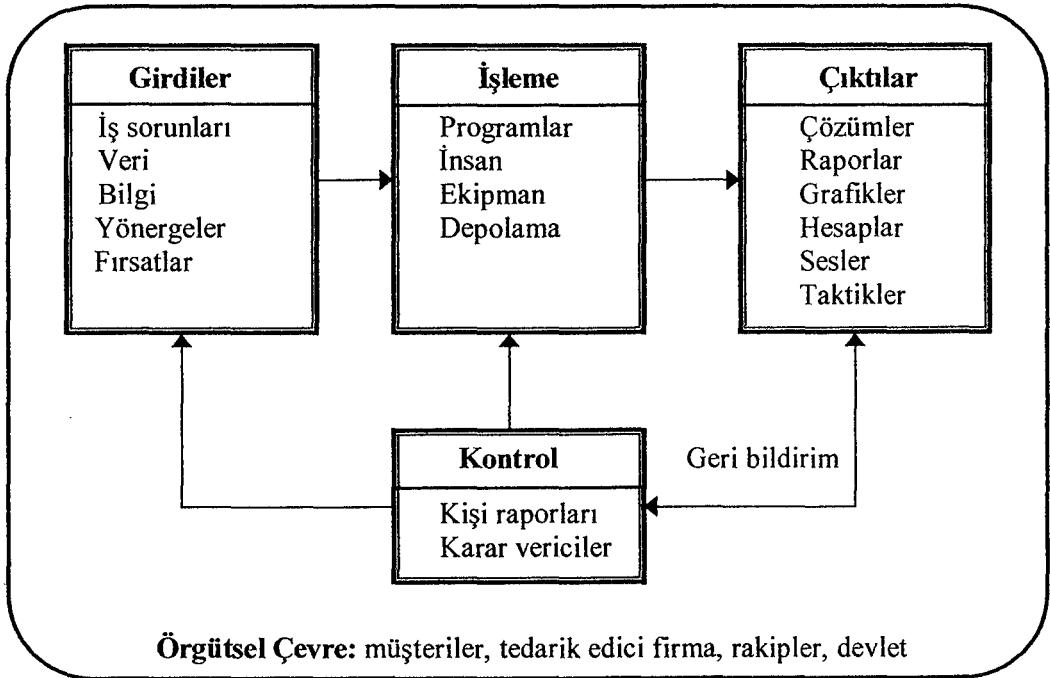 Girdiler
İş sorunları
Veri
Bilgi
Yönergeler
Fırsatlar
İşleme
Programlar
İnsan
Ekipman
Depolama
Çıktılar
Çözümler
Raporlar
Grafikler
Hesaplar
Sesler
Taktikler
Kontrol
Kişi raporları
Karar vericiler
Geri bildirim
Örgütsel Çevre: müşteriler, tedarik edici firma, rakipler, devlet